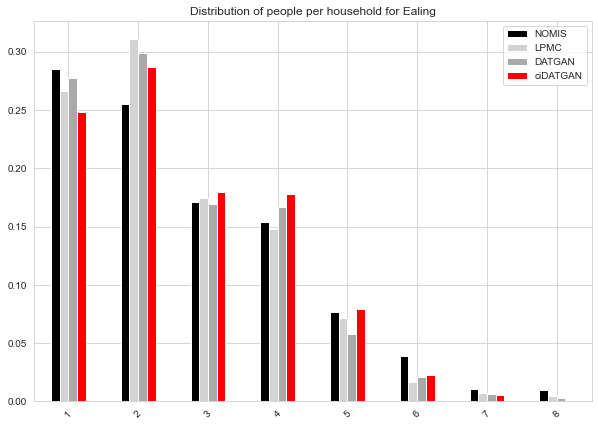 Distribution of people per household for Ealing
NOMIS
LPMC
DATGAN
ciDATGAN
0.30
0.25
0.20
0.15
0.10
0.05
0.00
1 2 3 4 5 6 7 8